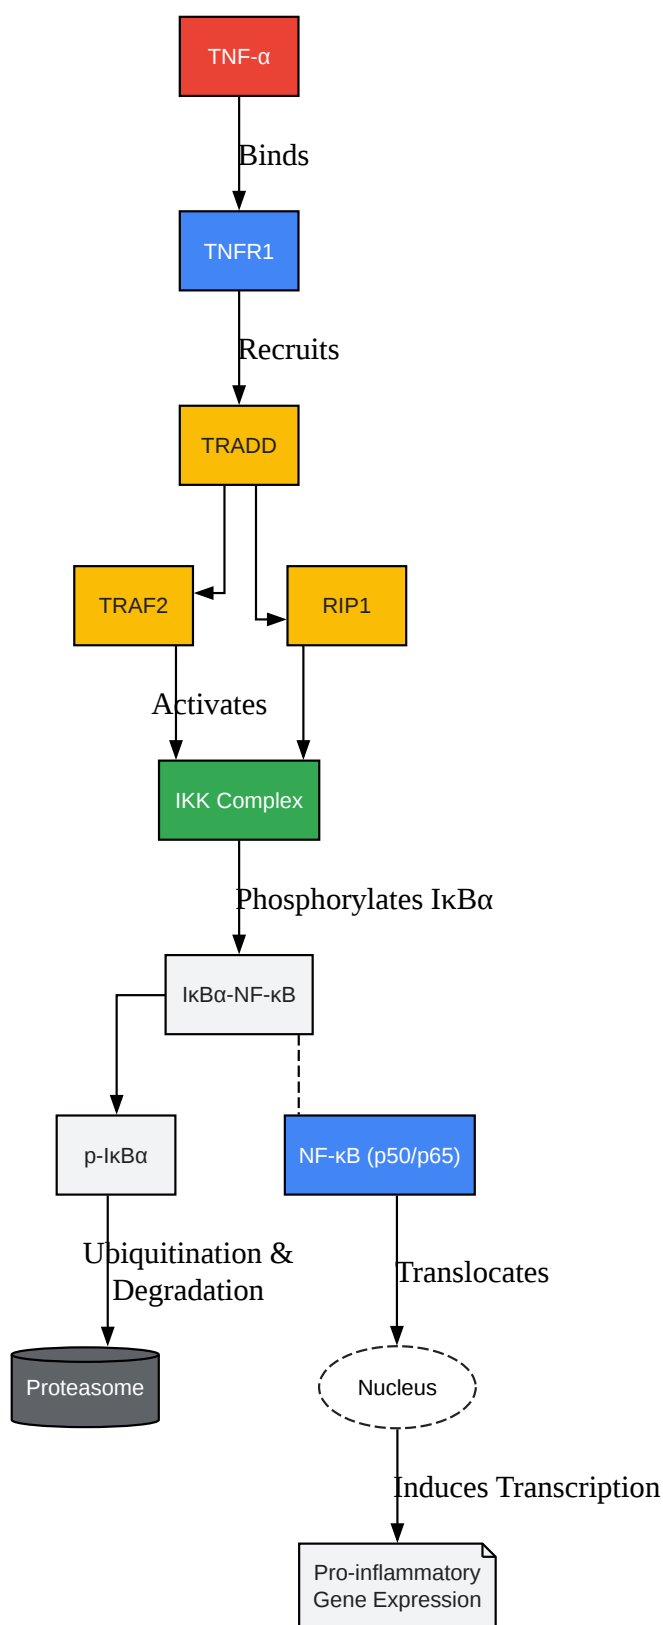 TNF-α
Binds
TNFR1
Recruits
TRADD
TRAF2
RIP1
Activates
IKK Complex
Phosphorylates IκBα
IκBα-NF-κB
p-IκBα
NF-κB (p50/p65)
Ubiquitination &
Degradation
Translocates
Proteasome
Nucleus
Induces Transcription
Pro-inflammatory
Gene Expression